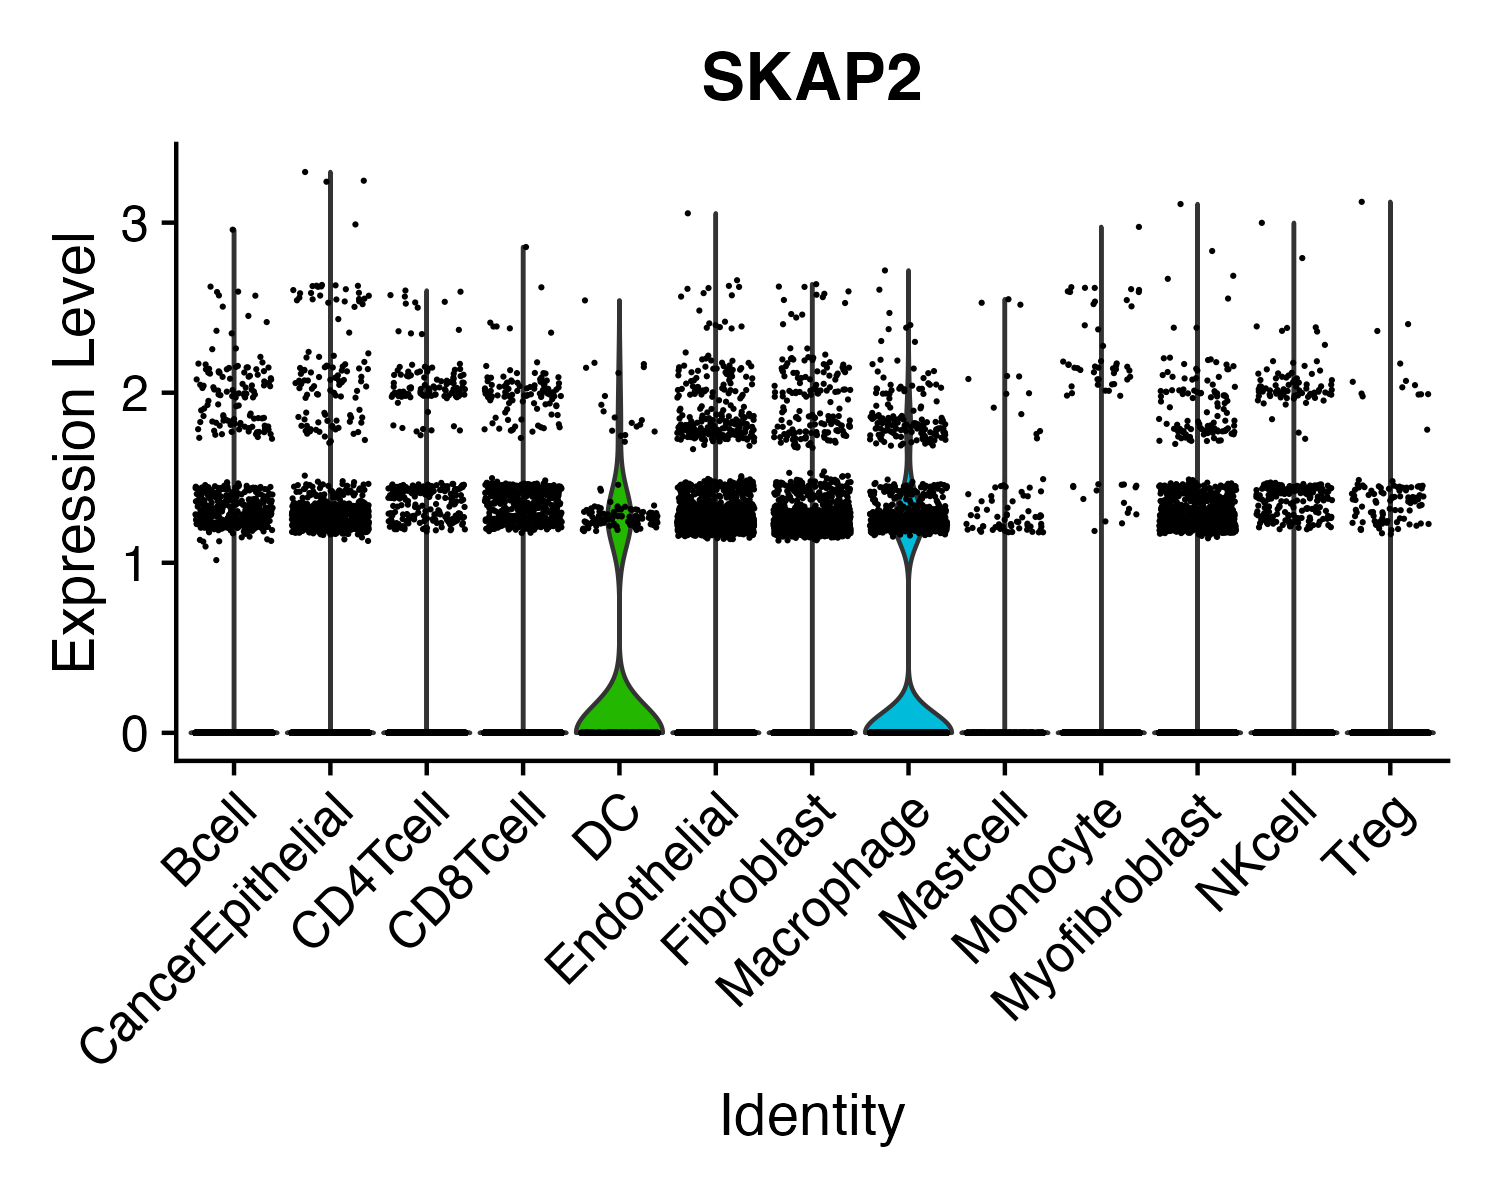 SKAP2
Expression Level
3
2
1
0
Bcell
CancerEpithelial
CD4Tcell
CD8Tcell
DC
Endothelial
Fibroblast
Macrophage
Mastcell
Monocyte
Myofibroblast
NKcell
Treg
Identity